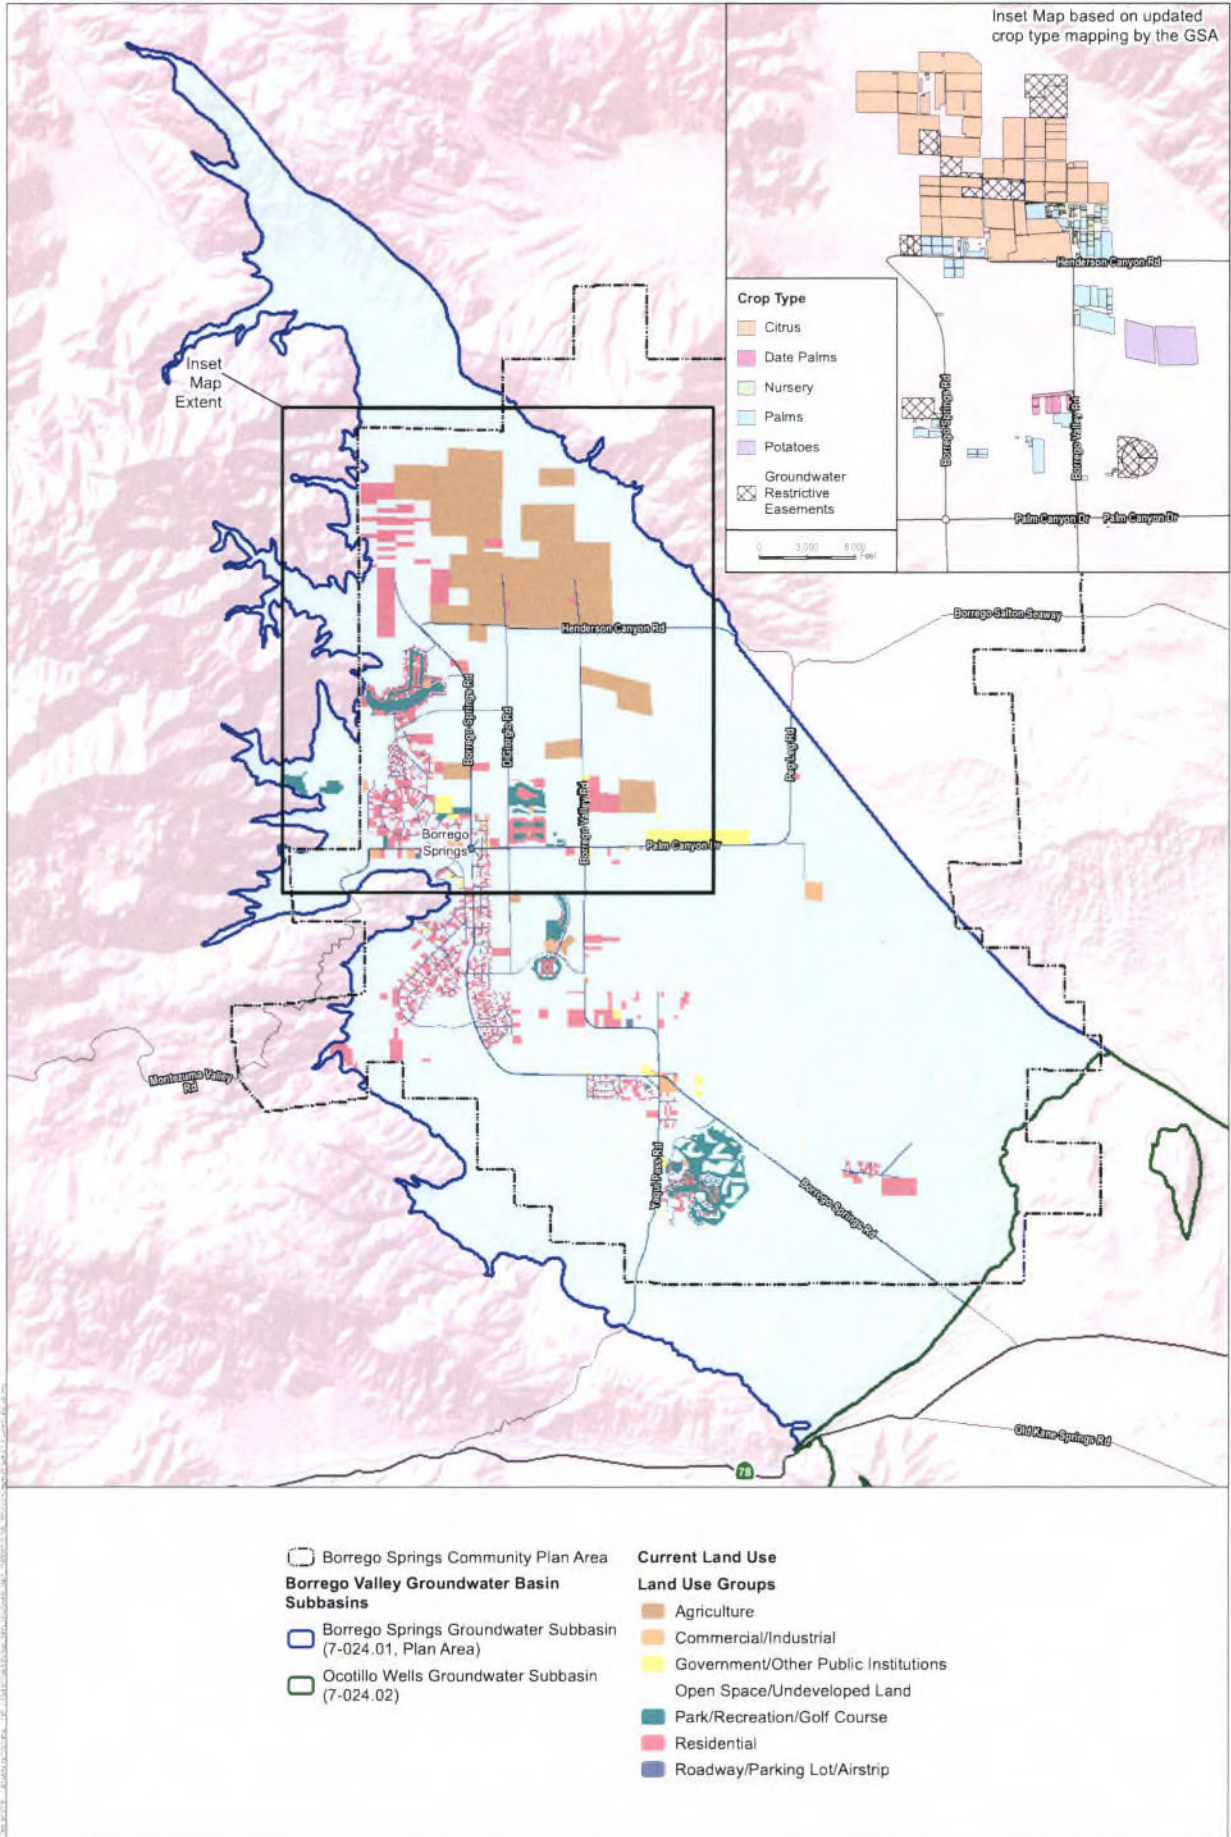 Inset Map based on updated
crop type mapping by the GSA
Henderson Canyon Rd
Crop Type
Citrus
Date Palms
Nursery
Palms
Potatoes
Groundwater
Restrictive
Easements
Borrego Springs Rd
Borrego Valley Rd
Palm Canyon Dr
Palm Canyon Dr
0
Feet
Inset
Map
Extent
Borrego Salton Seaway
Henderson Canyon Rd
Borrego Springs Rd
DiGiorgio Rd
Peg Leg Rd
Borrego Valley Rd
Borrego
Springs
Palm Canyon Dr
Montezuma Valley
Rd
Yaqui Pass Rd
Borrego Springs Rd
Old Kane Springs Rd
78
Borrego Springs Community Plan Area
Borrego Valley Groundwater Basin
Subbasins
Borrego Springs Groundwater Subbasin
(7-024.01, Plan Area)
Ocotillo Wells Groundwater Subbasin
(7-024.02)
Current Land Use
Land Use Groups
Agriculture
Commercial/Industrial
Government/Other Public Institutions
Open Space/Undeveloped Land
Park/Recreation/Golf Course
Residential
Roadway/Parking Lot/Airstrip